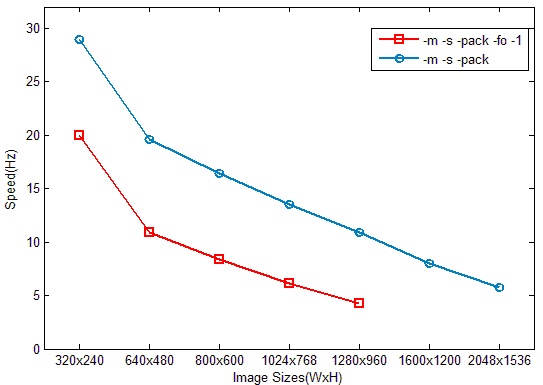 30
25
20
15
10
5
0
Speed(Hz)
-m -s -pack -fo -1
-m -s -pack
320x240 640x480 800x600 1024x768 1280x960 1600x1200 2048x1536
Image Sizes(WxH)